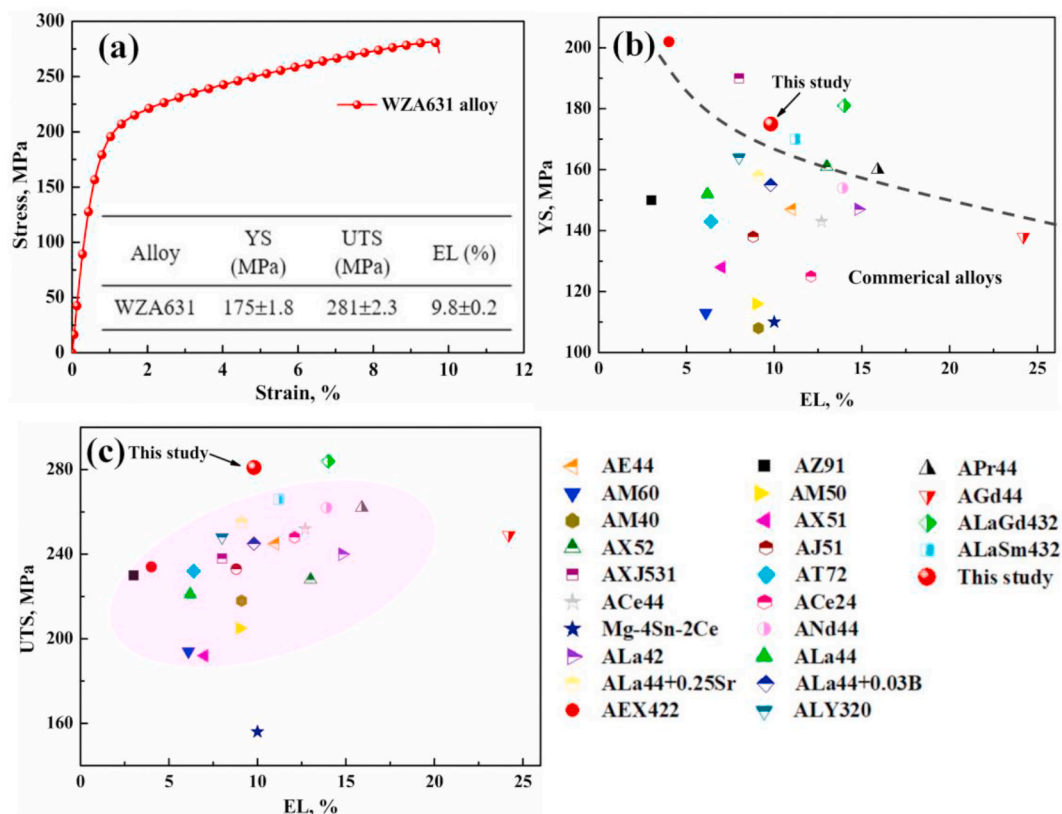 (a)
300
250
200
150
100
50
0
Stress, MPa
WZA631 alloy
Alloy YS (MPa) UTS (MPa) EL (%)
WZA631 175±1.8 281±2.3 9.8±0.2
0 2 4 6 8 10 12
Strain, %
(b)
200
180
160
140
120
100
YS, MPa
This study
Commerical alloys
0 5 10 15 20 25
EL, %
(c)
280
240
200
160
UTS, MPa
This study
0 5 10 15 20 25
EL, %
AE44 AZ91 APr44
AM60 AM50 AGd44
AM40 AX51 ALaGd432
AX52 AJ51 ALaSm432
AXJ531 AT72 This study
ACe44 ACe24
Mg-4Sn-2Ce ANd44
ALa42 ALa44
ALa44+0.25Sr ALa44+0.03B
AEX422 ALY320